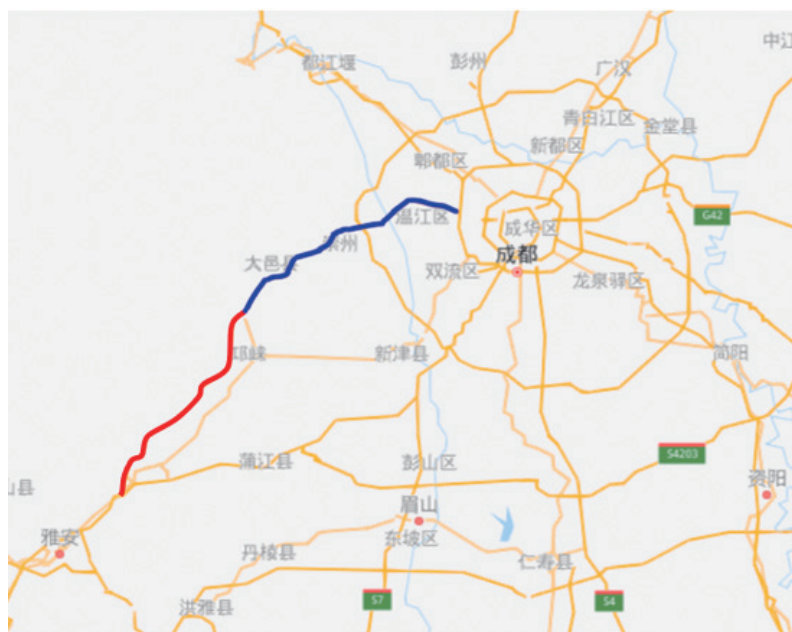 中江
都江堰
彭州
广汉
青白江区
金堂县
新都区
郫都区
G42
温江区
成华区
崇州
成都
大邑县
双流区
龙泉驿区
邛崃
新津县
简阳
S4203
蒲江县
彭山区
资阳
山县
眉山
雅安
东坡区
丹棱县
仁寿县
S7
S4
洪雅县